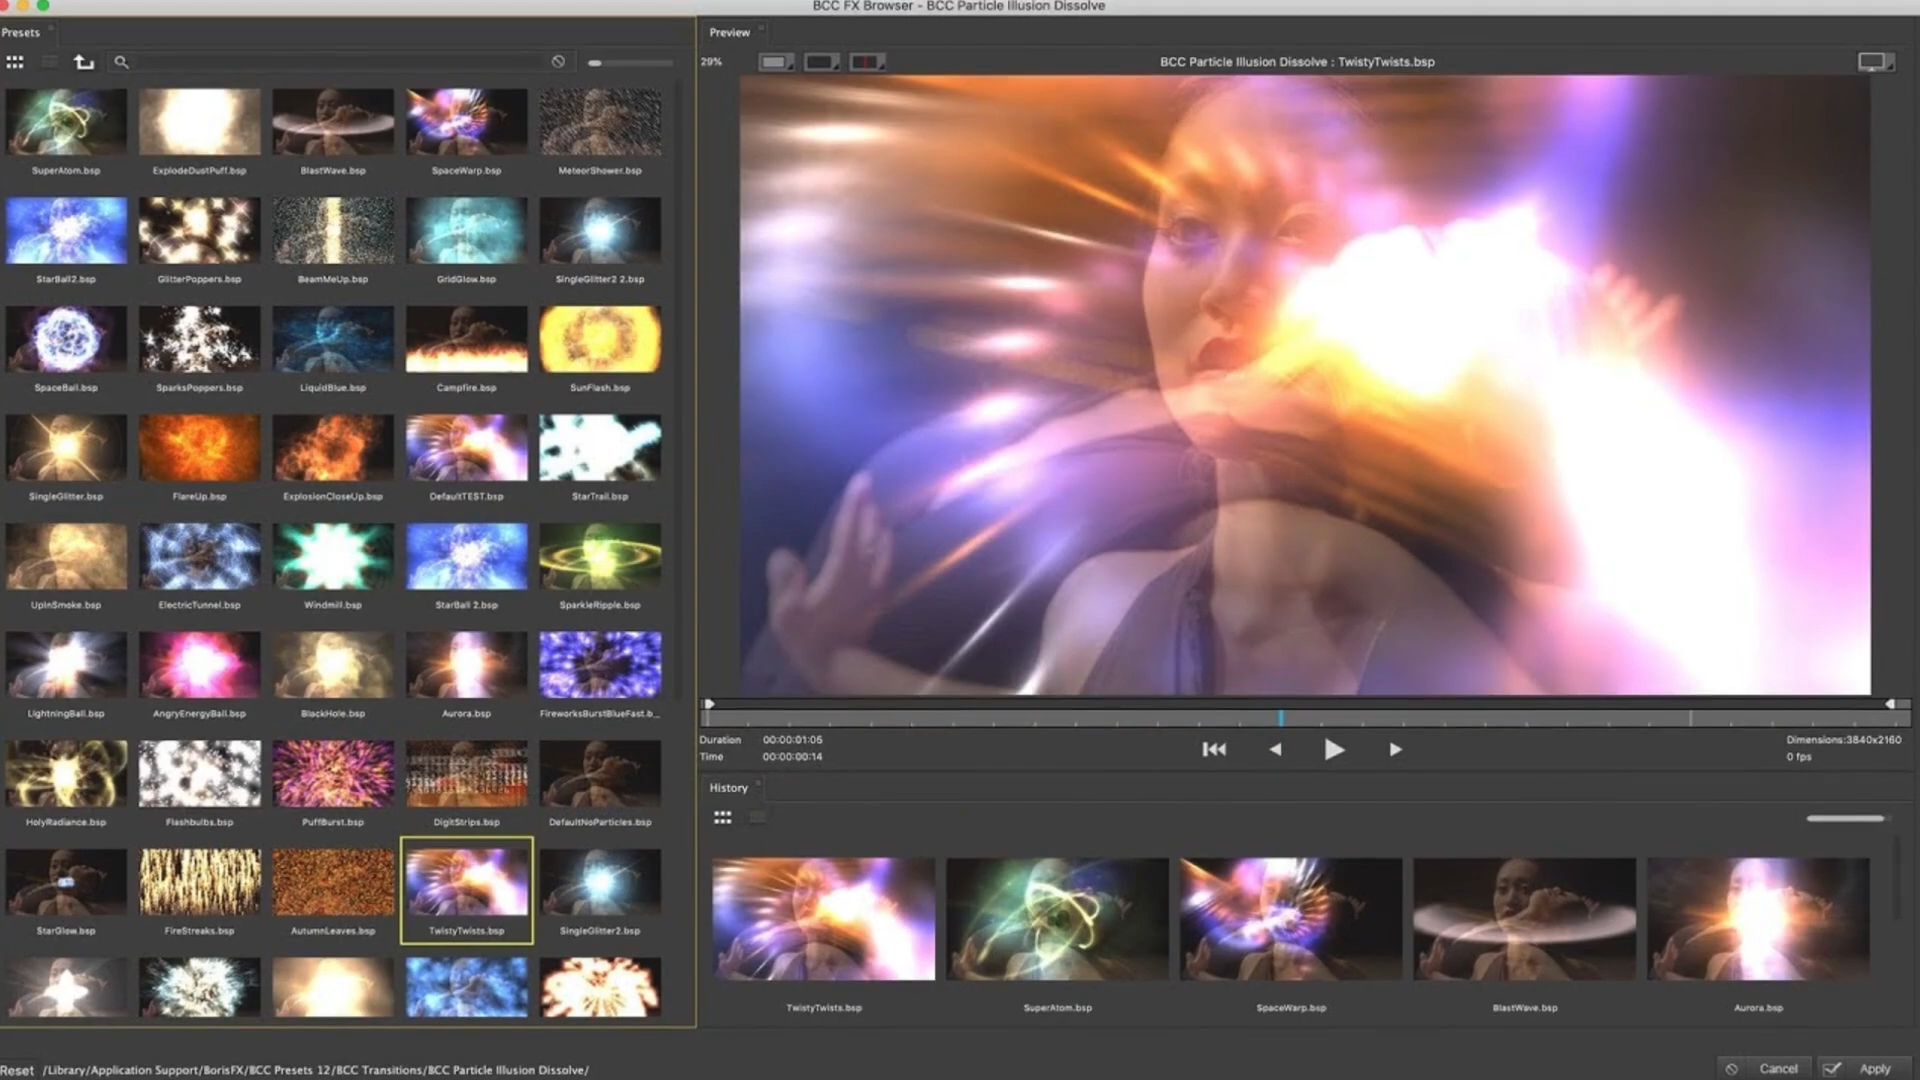 BCC FX Browser - BCC Particle Illusion Dissolve
Presets
SuperAtom.bsp ExplodeDustPuff.bsp BlastWave.bsp SpaceWarp.bsp MeteorShower.bsp
StarBall2.bsp GlitterPoppers.bsp BeamMeUp.bsp GridGlow.bsp SingleGlitter2 2.bsp
SpaceBall.bsp SparksPoppers.bsp LiquidBlue.bsp Campfire.bsp SunFlash.bsp
SingleGlitter.bsp FlareUp.bsp ExplosionCloseUp.bsp DefaultTEST.bsp StarTrail.bsp
UpInSmoke.bsp ElectricTunnel.bsp Windmill.bsp StarBall 2.bsp SparkleRipple.bsp
LightningBall.bsp AngryEnergyBall.bsp BlackHole.bsp Aurora.bsp FireworksBurstBlueFast.b_
HolyRadiance.bsp Flashbulbs.bsp PuffBurst.bsp DigitStrips.bsp DefaultNoParticles.bsp
StarGlow.bsp FireStreaks.bsp AutumnLeaves.bsp TwistyTwists.bsp SingleGlitter2.bsp
Preview
29%
BCC Particle Illusion Dissolve : TwistyTwists.bsp
Duration 00:00:01:05
Time 00:00:00:14
Dimensions:3840x2160
0 fps
History
TwistyTwists.bsp SuperAtom.bsp SpaceWarp.bsp BlastWave.bsp Aurora.bsp
Reset /Library/Application Support/BorisFX/BCC Presets 12/BCC Transitions/BCC Particle Illusion Dissolve/
Cancel Apply